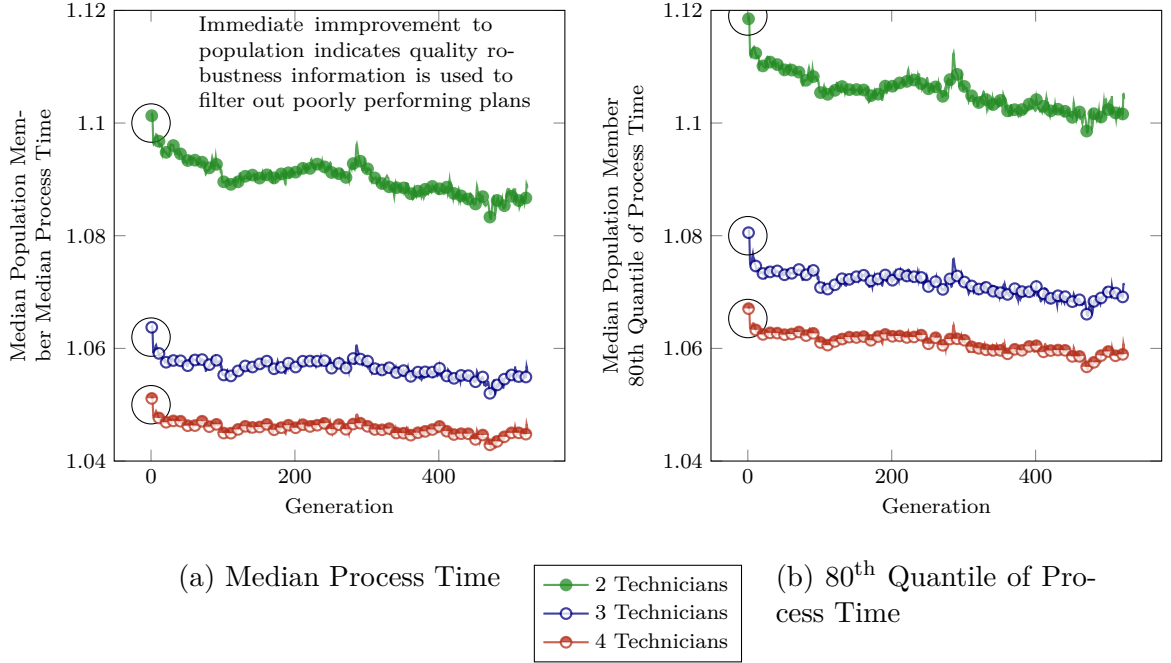 Median Population Mem-
ber Median Process Time
1.12
1.1
1.08
1.06
1.04
0
200
400
Generation
Immediate immprovement to
population indicates quality ro-
bustness information is used to
filter out poorly performing plans
(a) Median Process Time
Median Population Member
80th Quantile of Process Time
1.12
1.1
1.08
1.06
1.04
0
200
400
Generation
(b) 80th Quantile of Pro-
cess Time
2 Technicians
3 Technicians
4 Technicians